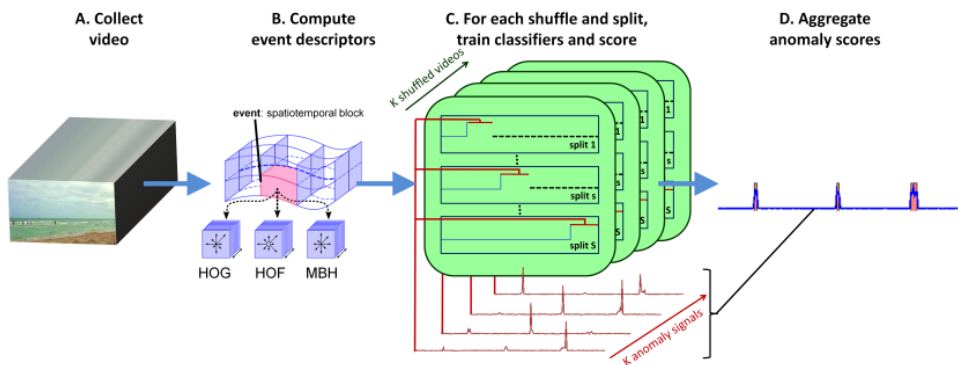 A. Collect
video
B. Compute
event descriptors
C. For each shuffle and split,
train classifiers and score
D. Aggregate
anomaly scores
event: spatiotemporal block
HOG
HOF
MBH
K shuffled videos
split 1
split s
split S
1
s
S
K anomaly signals